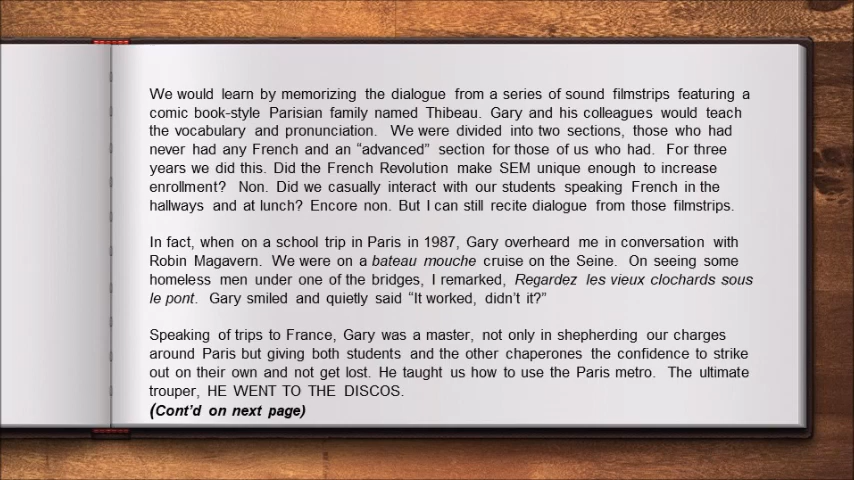 We would learn by memorizing the dialogue from a series of sound filmstrips featuring a
comic book-style Parisian family named Thibeau. Gary and his colleagues would teach
the vocabulary and pronunciation. We were divided into two sections, those who had
never had any French and an “advanced” section for those of us who had. For three
years we did this. Did the French Revolution make SEM unique enough to increase
enrollment? Non. Did we casually interact with our students speaking French in the
hallways and at lunch? Encore non. But I can still recite dialogue from those filmstrips.
In fact, when on a school trip in Paris in 1987, Gary overheard me in conversation with
Robin Magavern. We were on a bateau mouche cruise on the Seine. On seeing some
homeless men under one of the bridges, I remarked, Regardez les vieux clochards sous
le pont. Gary smiled and quietly said “It worked, didn’t it?”
Speaking of trips to France, Gary was a master, not only in shepherding our charges
around Paris but giving both students and the other chaperones the confidence to strike
out on their own and not get lost. He taught us how to use the Paris metro. The ultimate
trouper, HE WENT TO THE DISCOS.
(Cont’d on next page)